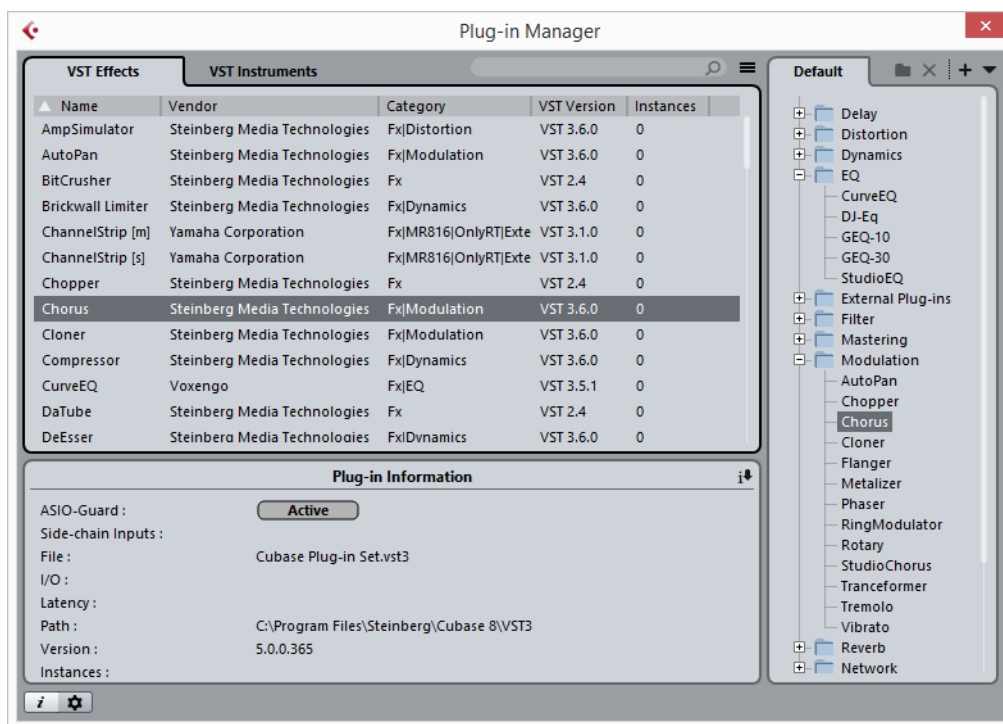 Plug-in Manager
VST Effects VST Instruments
Name Vendor Category VST Version Instances
AmpSimulator Steinberg Media Technologies Fx|Distortion VST 3.6.0 0
AutoPan Steinberg Media Technologies Fx|Modulation VST 3.6.0 0
BitCrusher Steinberg Media Technologies Fx VST 2.4 0
Brickwall Limiter Steinberg Media Technologies Fx|Dynamics VST 3.6.0 0
ChannelStrip [m] Yamaha Corporation Fx|MR816|OnlyRT|Exte VST 3.1.0 0
ChannelStrip [s] Yamaha Corporation Fx|MR816|OnlyRT|Exte VST 3.1.0 0
Chopper Steinberg Media Technologies Fx VST 2.4 0
Chorus Steinberg Media Technologies Fx|Modulation VST 3.6.0 0
Cloner Steinberg Media Technologies Fx|Modulation VST 3.6.0 0
Compressor Steinberg Media Technologies Fx|Dynamics VST 3.6.0 0
CurveEQ Voxengo Fx|EQ VST 3.5.1 0
DaTube Steinberg Media Technologies Fx VST 2.4 0
DeEsser Steinberg Media Technologies Fx|Dynamics VST 3.6.0 0
Plug-in Information
ASIO-Guard : Active
Side-chain Inputs :
File : Cubase Plug-in Set.vst3
I/O :
Latency :
Path : C:\Program Files\Steinberg\Cubase 8\VST3
Version : 5.0.0.365
Instances :
i
Default
Delay
Distortion
Dynamics
EQ
CurveEQ
DJ-Eq
GEQ-10
GEQ-30
StudioEQ
External Plug-ins
Filter
Mastering
Modulation
AutoPan
Chopper
Chorus
Cloner
Flanger
Metalizer
Phaser
RingModulator
Rotary
StudioChorus
Tranceformer
Tremolo
Vibrato
Reverb
Network